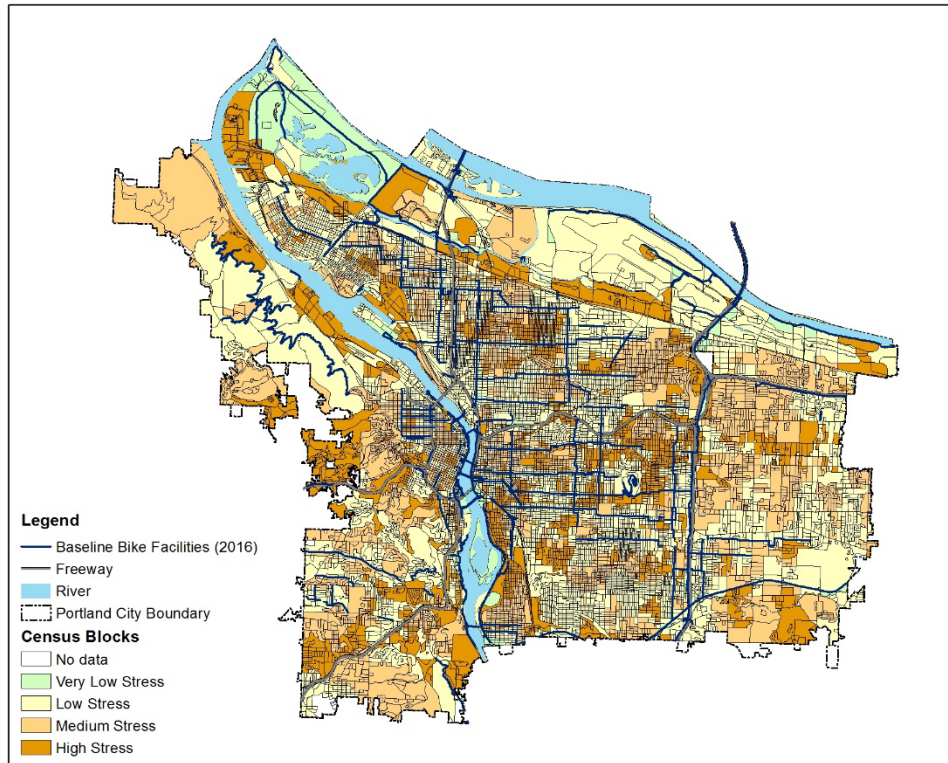 Legend
Baseline Bike Facilities (2016)
Freeway
River
Portland City Boundary
Census Blocks
No data
Very Low Stress
Low Stress
Medium Stress
High Stress